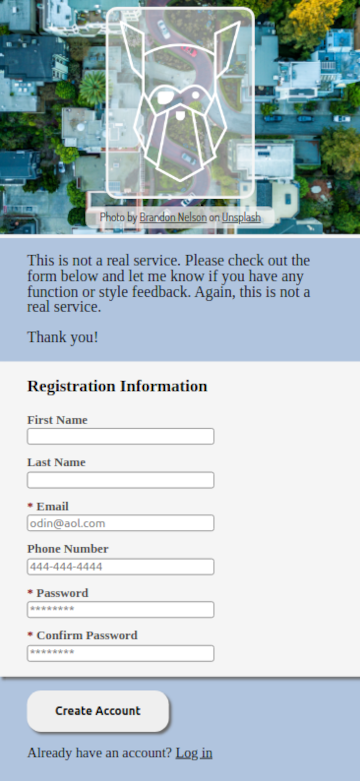 Photo by Brandon Nelson on Unsplash
This is not a real service. Please check out the
form below and let me know if you have any
function or style feedback. Again, this is not a
real service.
Thank you!
Registration Information
First Name
Last Name
* Email
odin@aol.com
Phone Number
444-444-4444
* Password
********
* Confirm Password
********
Create Account
Already have an account? Log in